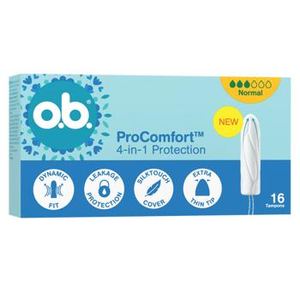 Normal
o.b.
NEW
ProComfort™
4-in-1 Protection
DYNAMIC FIT
LEAKAGE PROTECTION
SILKTOUCH COVER
EXTRA THIN TIP
16
Tampons